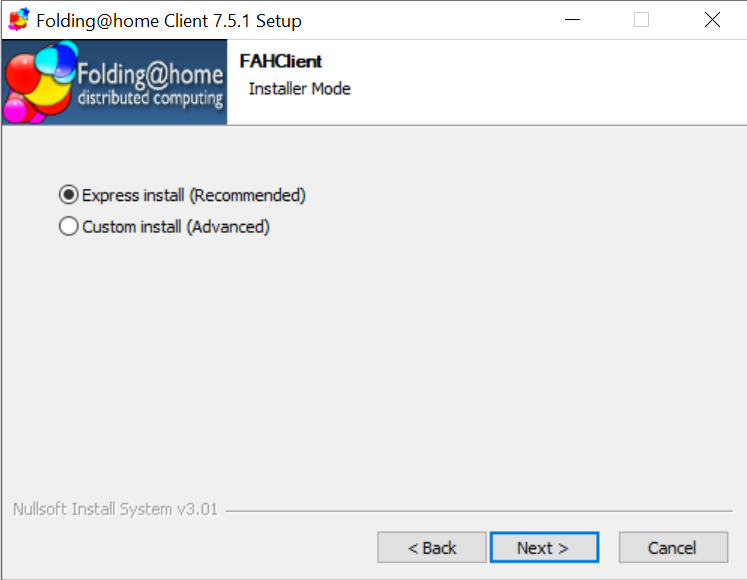 Folding@home Client 7.5.1 Setup
Folding@home
distributed computing
FAHClient
Installer Mode
Express install (Recommended)
Custom install (Advanced)
Nullsoft Install System v3.01
< Back
Next >
Cancel